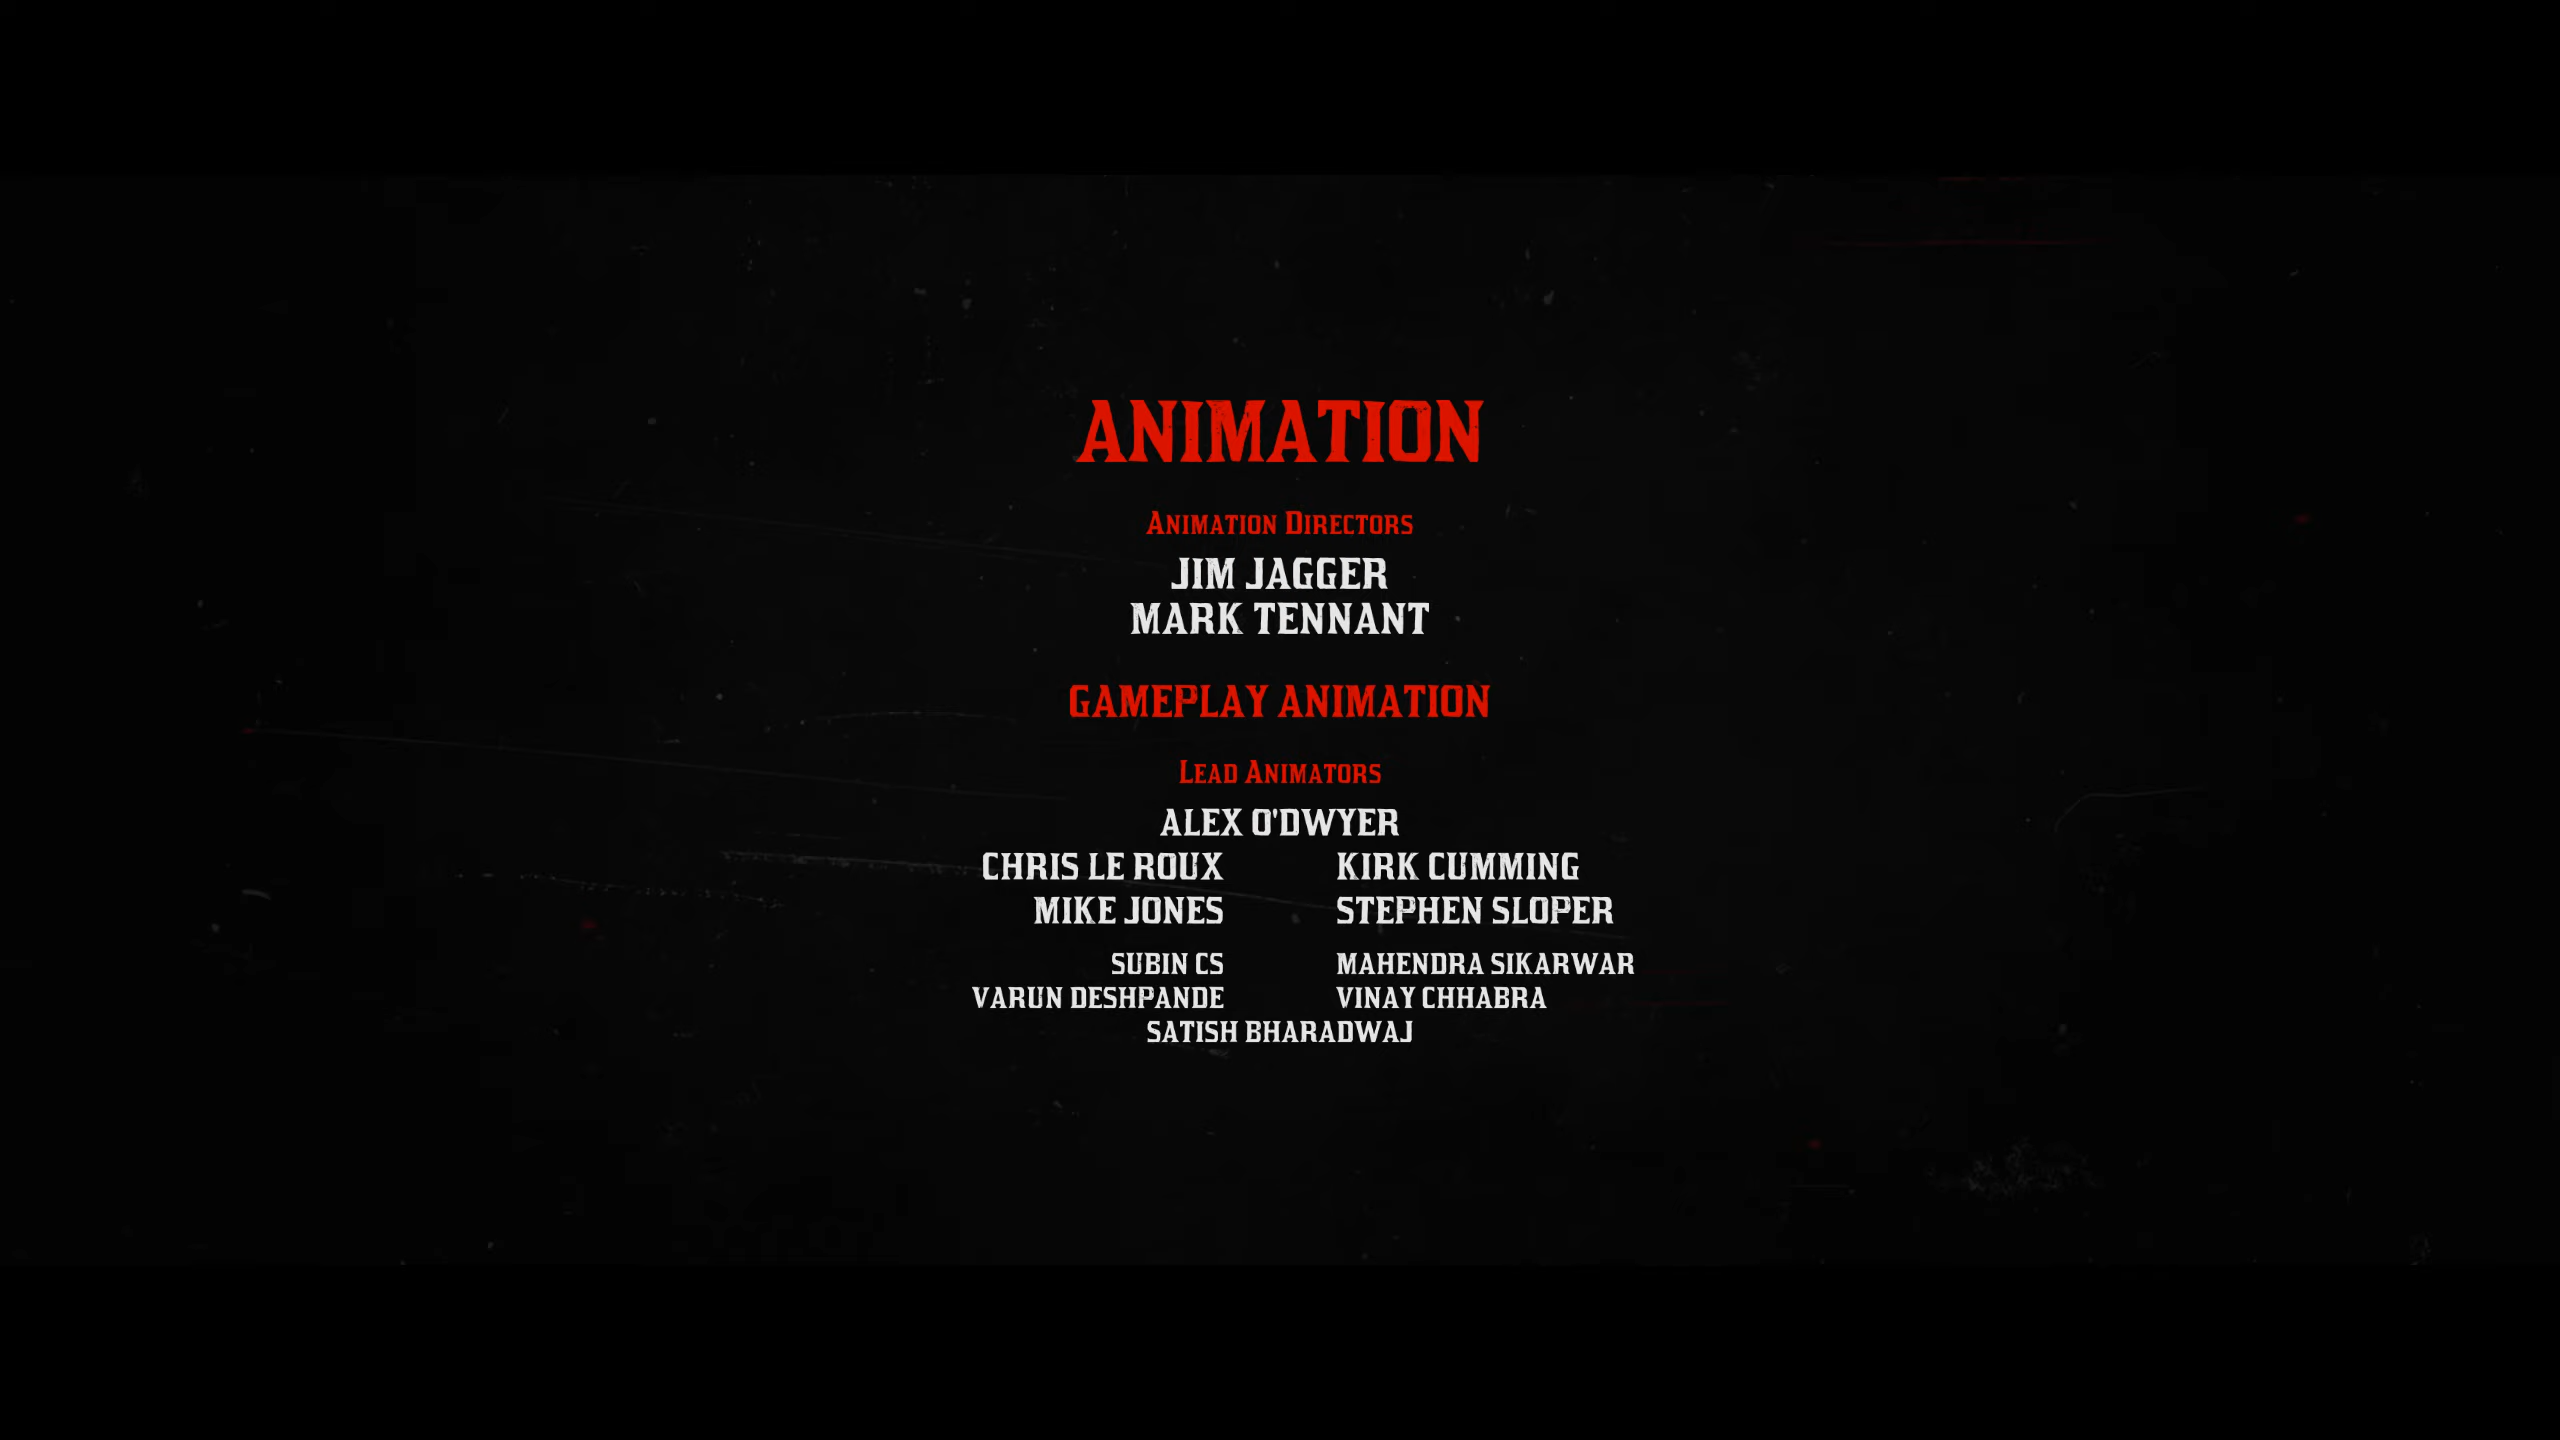 ANIMATION
ANIMATION DIRECTORS
JIM JAGGER
MARK TENNANT
GAMEPLAY ANIMATION
LEAD ANIMATORS
ALEX O'DWYER
CHRIS LE ROUX KIRK CUMMING
MIKE JONES STEPHEN SLOPER
SUBIN CS MAHENDRA SIKARWAR
VARUN DESHPANDE VINAY CHHABRA
SATISH BHARADWAJ